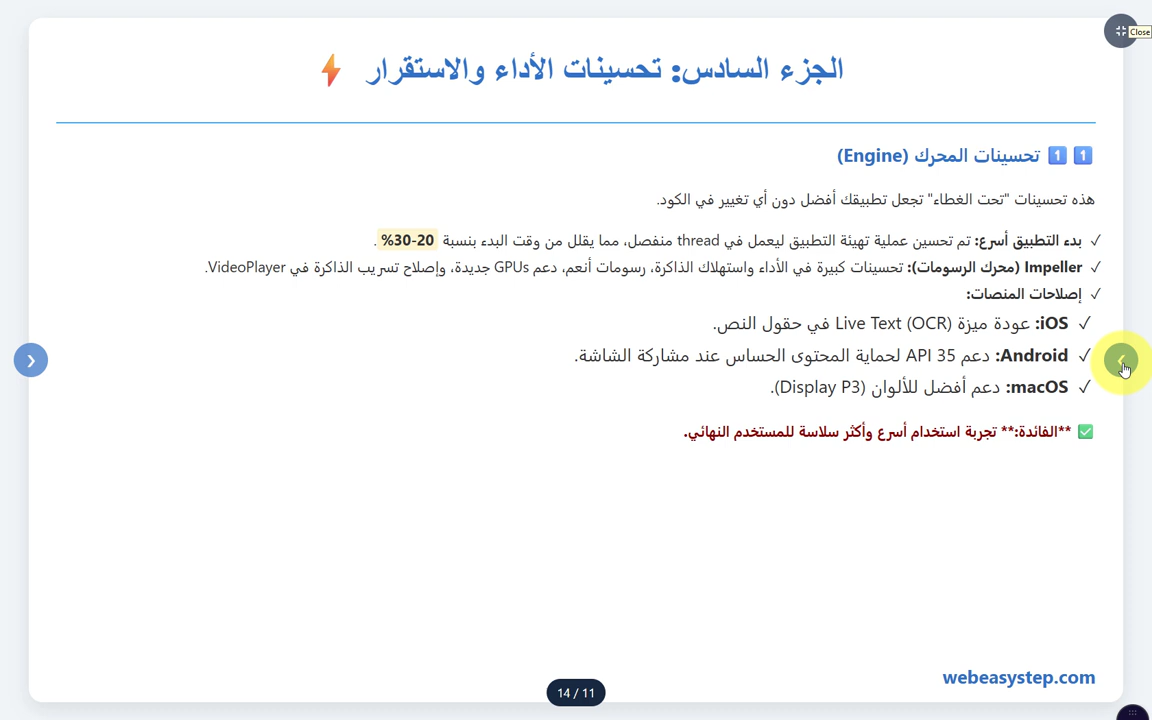 Close
الجزء السادس: تحسينات الأداء والاستقرار ⚡
1️⃣ 1️⃣ تحسينات المحرك (Engine)
هذه تحسينات "تحت الغطاء" تجعل تطبيقك أفضل دون أي تغيير في الكود.
✓ بدء التطبيق أسرع: تم تحسين عملية تهيئة التطبيق ليعمل في thread منفصل، مما يقلل من وقت البدء بنسبة 20-30%.
✓ Impeller (محرك الرسومات): تحسينات كبيرة في الأداء واستهلاك الذاكرة، رسومات أنعم، دعم GPUs جديدة، وإصلاح تسريب الذاكرة في VideoPlayer.
✓ إصلاحات المنصات:
✓ iOS: عودة ميزة Live Text (OCR) في حقول النص.
✓ Android: دعم API 35 لحماية المحتوى الحساس عند مشاركة الشاشة.
✓ macOS: دعم أفضل للألوان (Display P3).
✅ **الفائدة:** تجربة استخدام أسرع وأكثر سلاسة للمستخدم النهائي.
webeasystep.com
14 / 11